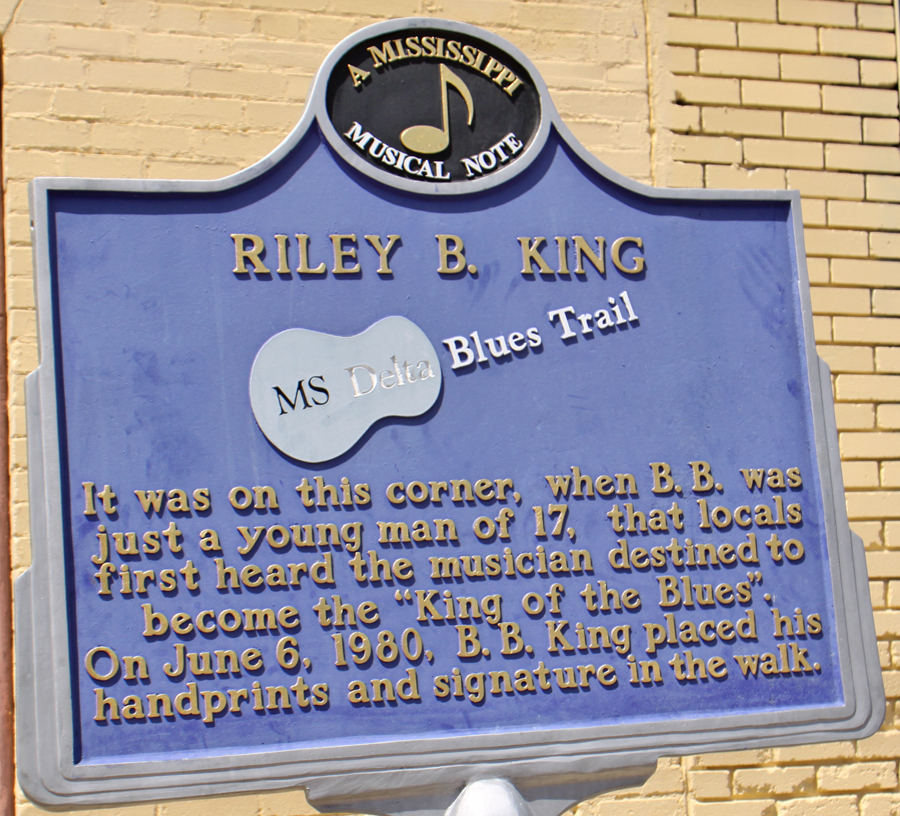 A MISSISSIPPI
MUSICAL NOTE
RILEY B. KING
MS Delta Blues Trail
It was on this corner, when B.B. was
just a young man of 17, that locals
first heard the musician destined to
become the "King of the Blues".
On June 6, 1980, B.B. King placed his
handprints and signature in the walk.